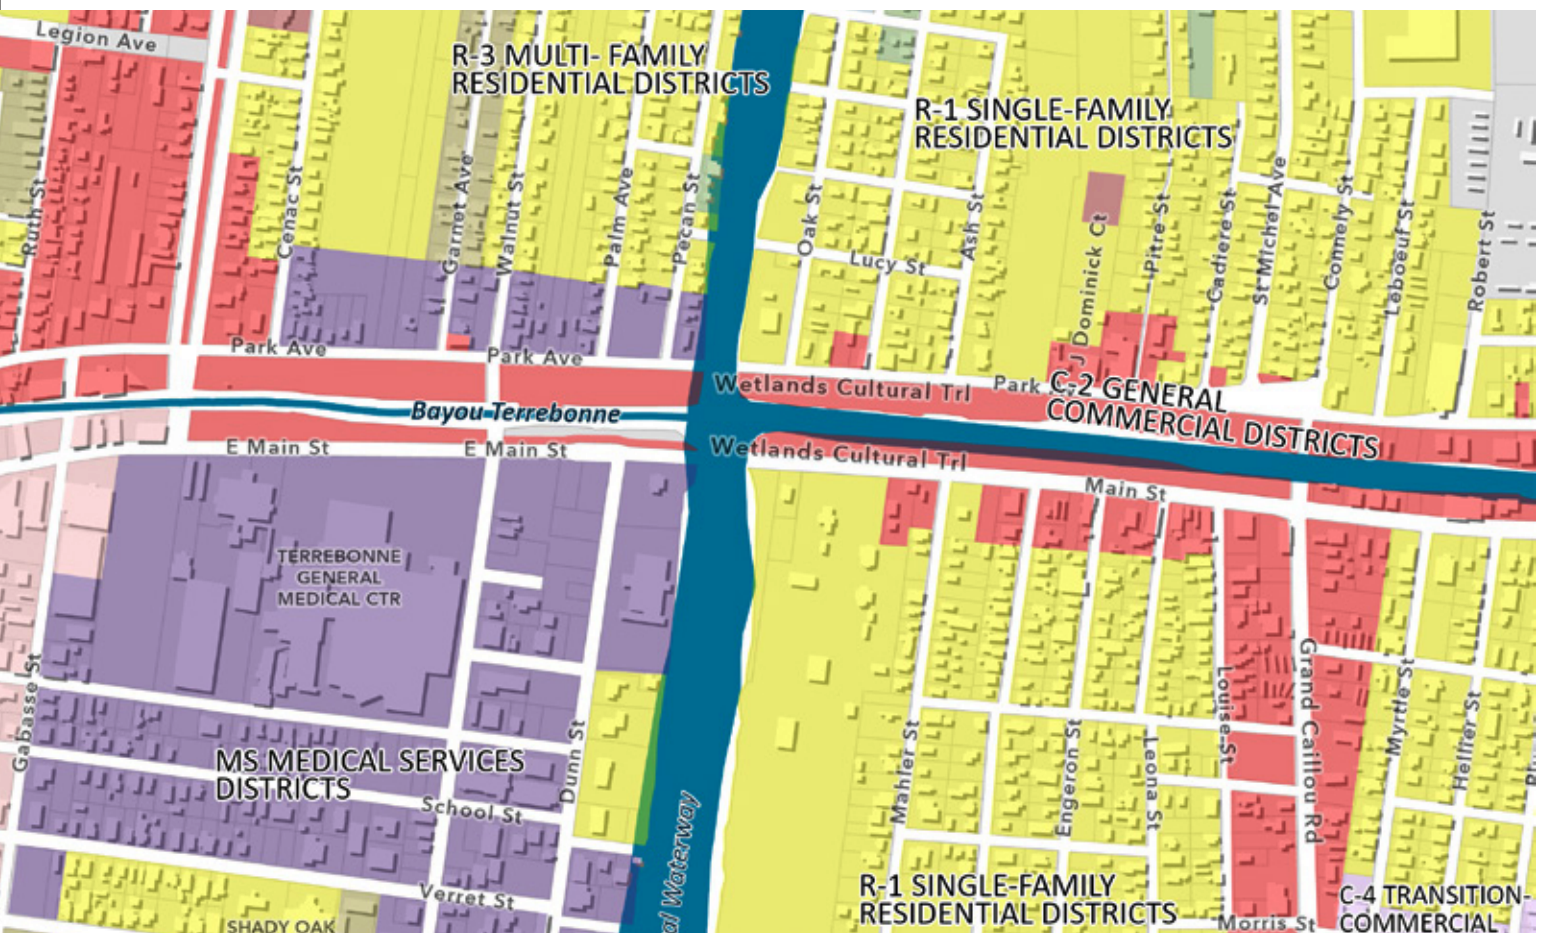 Legion Ave
R-3 MULTI- FAMILY
RESIDENTIAL DISTRICTS
R-1 SINGLE-FAMILY
RESIDENTIAL DISTRICTS
Ruth St
Cenac St
Garnet Ave
Walnut St
Palm Ave
Pecan St
Oak St
Ash St
Lucy St
J Dominick Ct
Pitre St
Cadiere St
St Michel Ave
Connely St
Leboeuf St
Robert St
Park Ave
Park Ave
Wetlands Cultural Trl
Park
C-2 GENERAL
COMMERCIAL DISTRICTS
Bayou Terrebonne
E Main St
E Main St
Wetlands Cultural Trl
Main St
TERREBONNE
GENERAL
MEDICAL CTR
Gabasse St
MS MEDICAL SERVICES
DISTRICTS
School St
Dunn St
Verret St
SHADY OAK
Waterway
Mahler St
Engeron St
Leona St
Louise St
Grand Caillou Rd
Myrtle St
Hellier St
R-1 SINGLE-FAMILY
RESIDENTIAL DISTRICTS
C-4 TRANSITION-
COMMERCIAL
Morris St